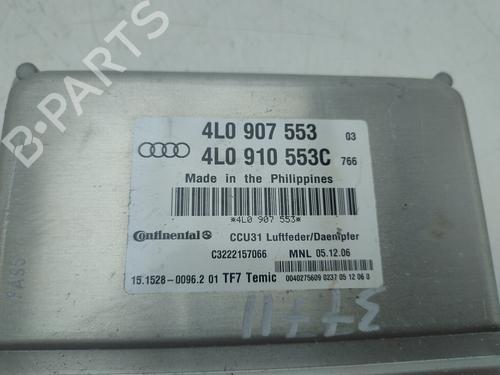 B-PARTS
4L0 907 553 03
4L0 910 553C 766
Made in the Philippines
*4L0 907 553*
Continental CCU31 Luftfeder/Daempfer
C3222157066 MNL 05.12.06
15.1528-0096.2 01 TF7 Temic 0040275609 0237 05 12 06 0
PASS